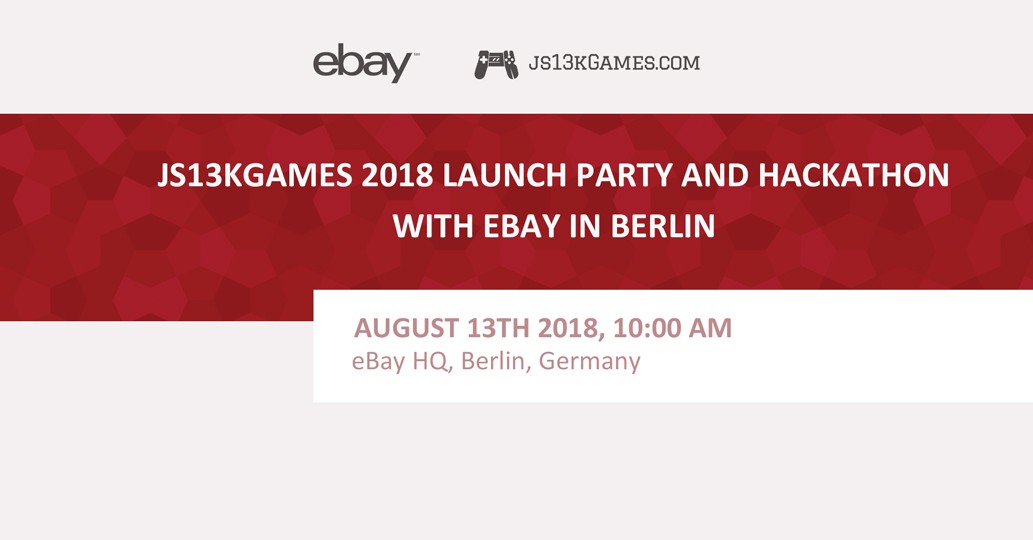 ebay™
JS13KGAMES.COM
JS13KGAMES 2018 LAUNCH PARTY AND HACKATHON
WITH EBAY IN BERLIN
AUGUST 13TH 2018, 10:00 AM
eBay HQ, Berlin, Germany